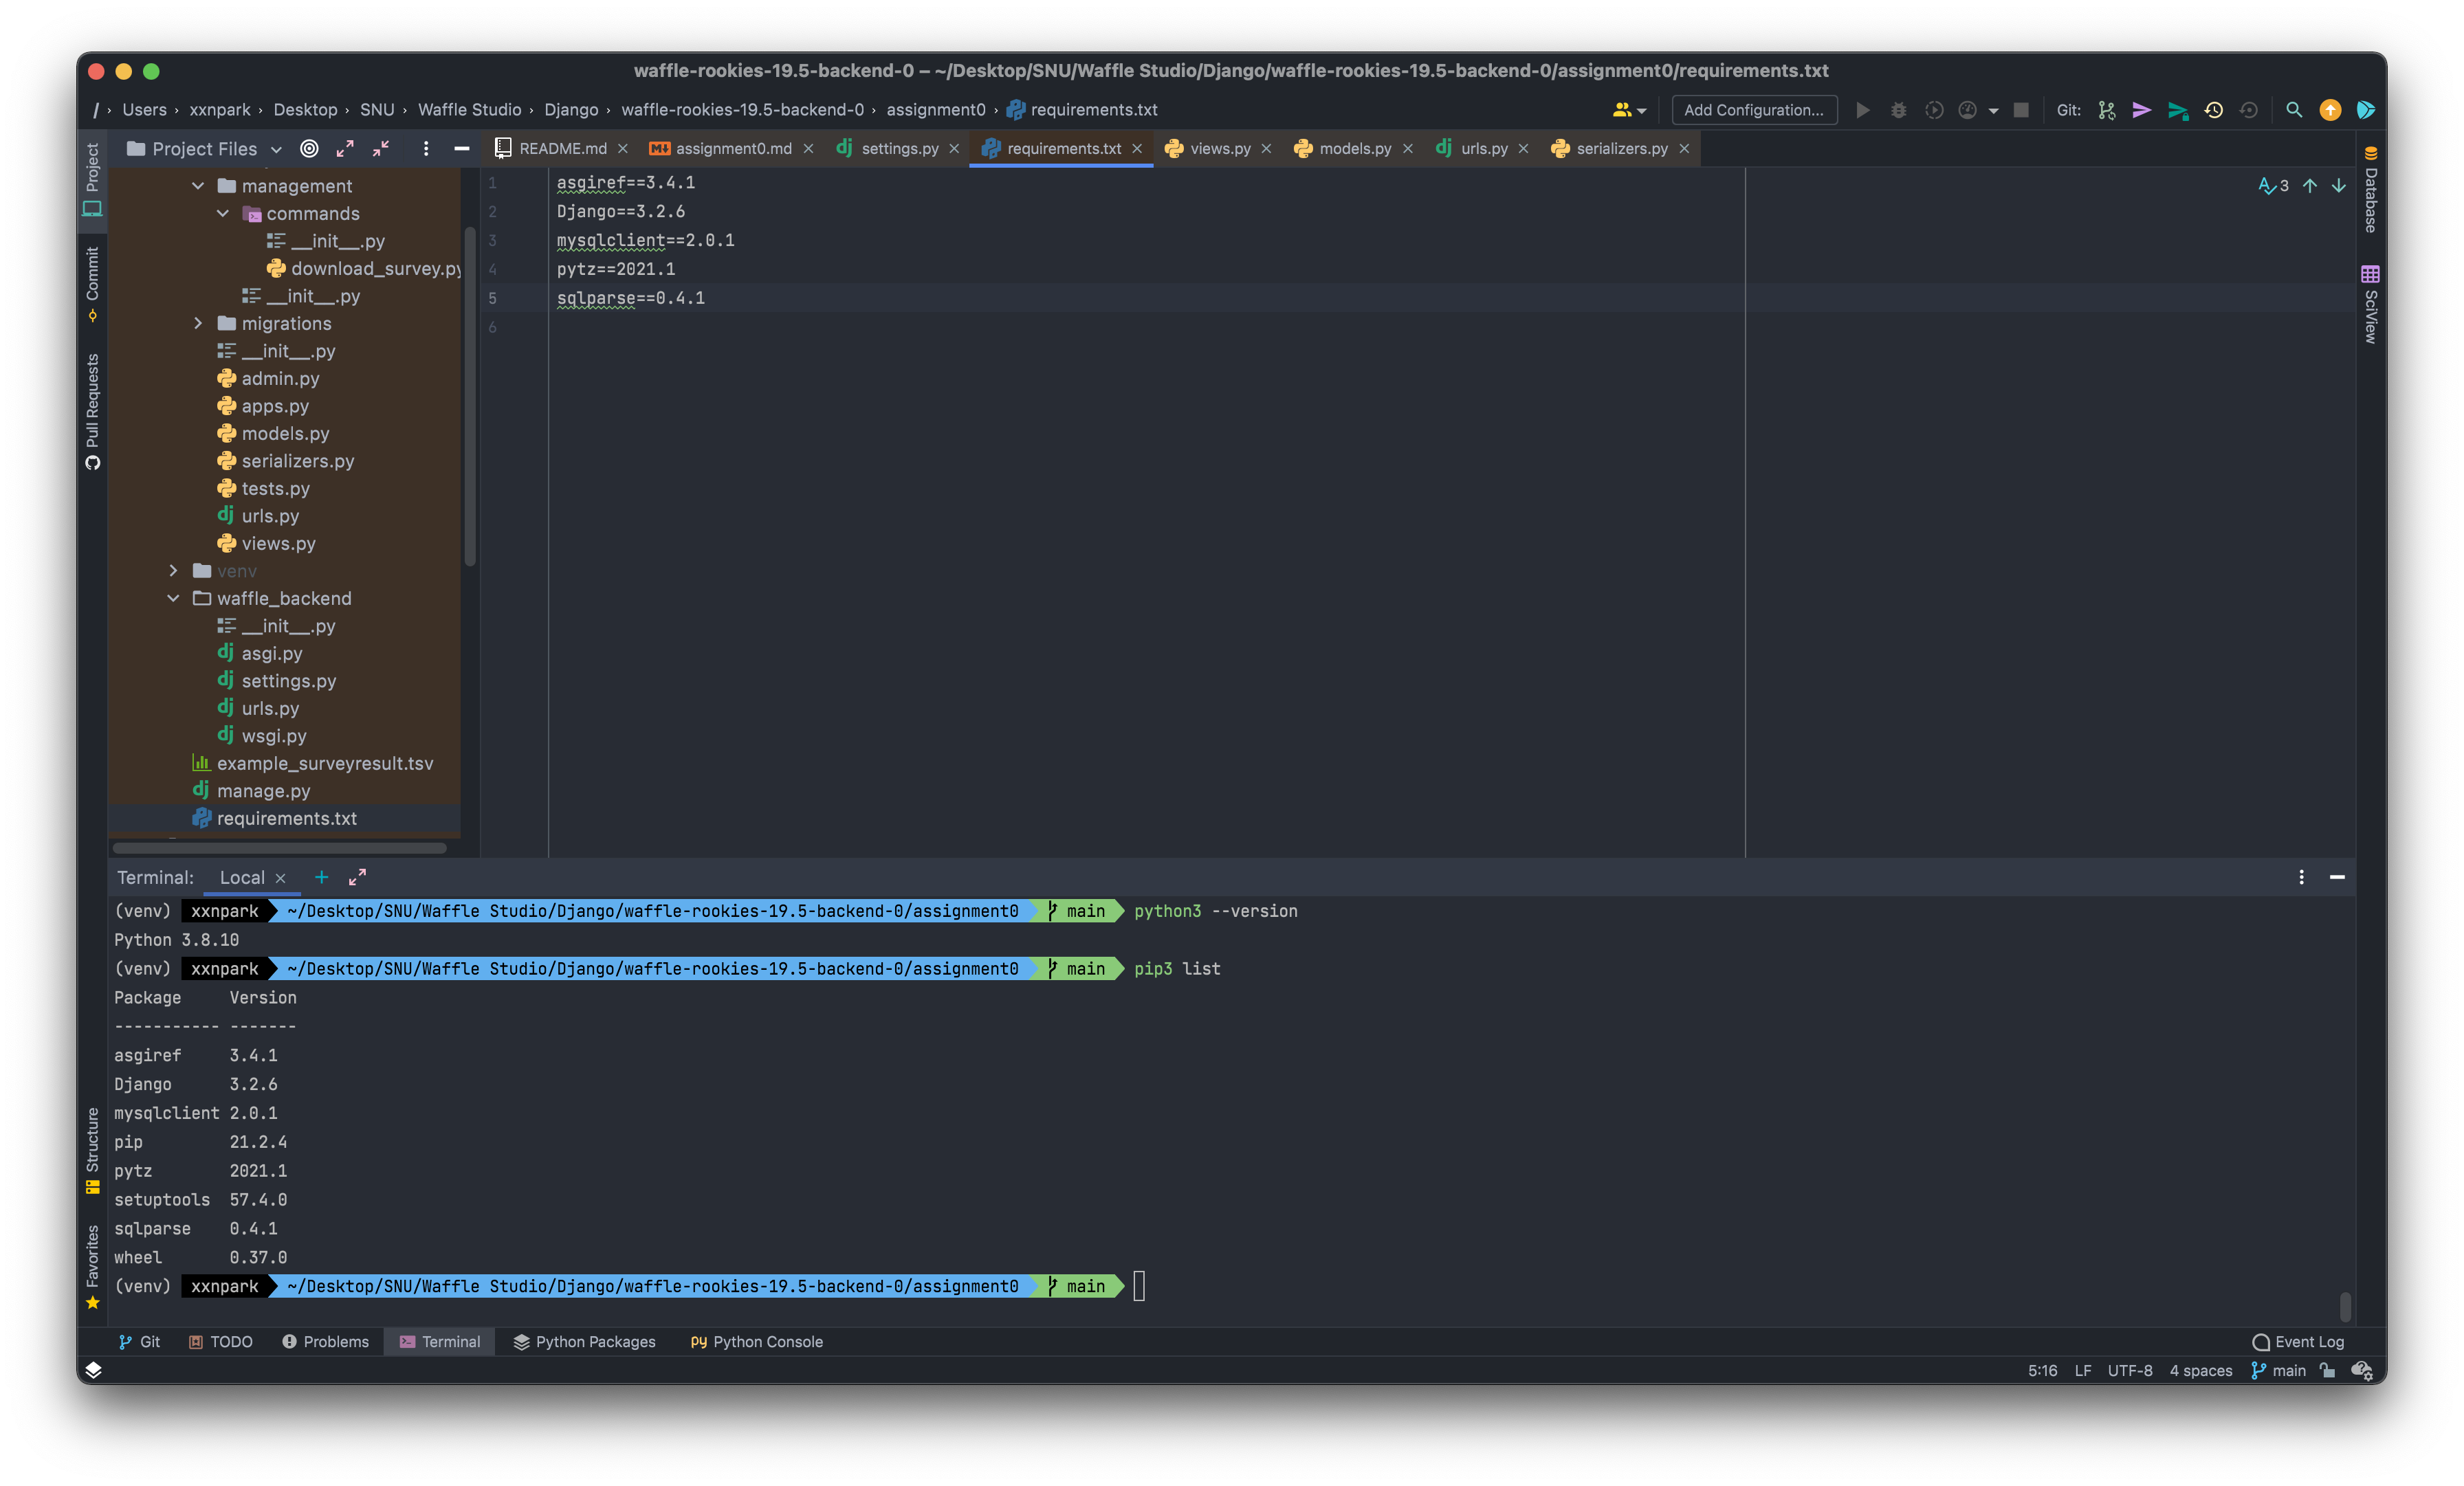 waffle-rookies-19.5-backend-0 – ~/Desktop/SNU/Waffle Studio/Django/waffle-rookies-19.5-backend-0/assignment0/requirements.txt
/ › Users › xxnpark › Desktop › SNU › Waffle Studio › Django › waffle-rookies-19.5-backend-0 › assignment0 › requirements.txt
Add Configuration...
Git:
Project
Commit
Pull Requests
Structure
Favorites
Project Files
README.md
assignment0.md
settings.py
requirements.txt
views.py
models.py
urls.py
serializers.py
management
commands
__init__.py
download_survey.py
__init__.py
migrations
__init__.py
admin.py
apps.py
models.py
serializers.py
tests.py
urls.py
views.py
venv
waffle_backend
__init__.py
asgi.py
settings.py
urls.py
wsgi.py
example_surveyresult.tsv
manage.py
requirements.txt
1 asgiref==3.4.1
2 Django==3.2.6
3 mysqlclient==2.0.1
4 pytz==2021.1
5 sqlparse==0.4.1
6
3
Database
SciView
Terminal: Local
(venv) xxnpark ~/Desktop/SNU/Waffle Studio/Django/waffle-rookies-19.5-backend-0/assignment0 main python3 --version
Python 3.8.10
(venv) xxnpark ~/Desktop/SNU/Waffle Studio/Django/waffle-rookies-19.5-backend-0/assignment0 main pip3 list
Package Version
----------- -------
asgiref 3.4.1
Django 3.2.6
mysqlclient 2.0.1
pip 21.2.4
pytz 2021.1
setuptools 57.4.0
sqlparse 0.4.1
wheel 0.37.0
(venv) xxnpark ~/Desktop/SNU/Waffle Studio/Django/waffle-rookies-19.5-backend-0/assignment0 main
Git TODO Problems Terminal Python Packages Python Console Event Log
5:16 LF UTF-8 4 spaces main